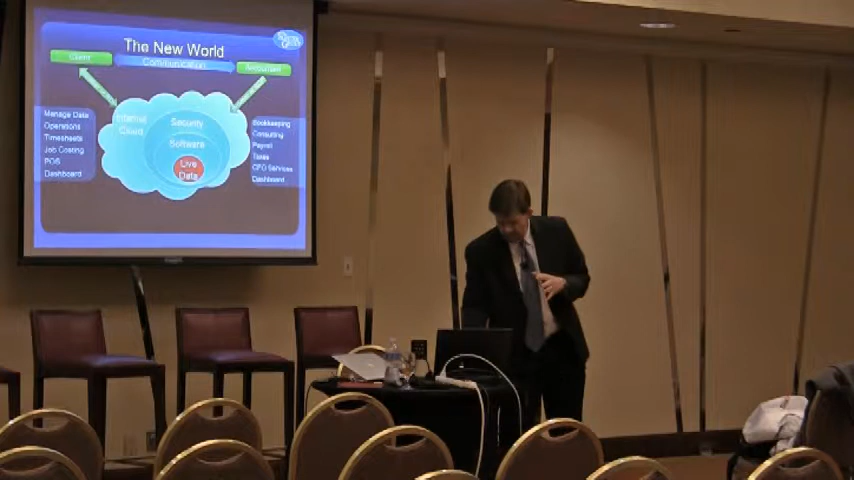 The New World
Client
Communication
Accountant
Internet
Cloud
Security
Software
Live
Data
Manage Data
Operations
Timesheets
Job Costing
POS
Dashboard
Bookkeeping
Consulting
Payroll
Taxes
CFO Services
Dashboard